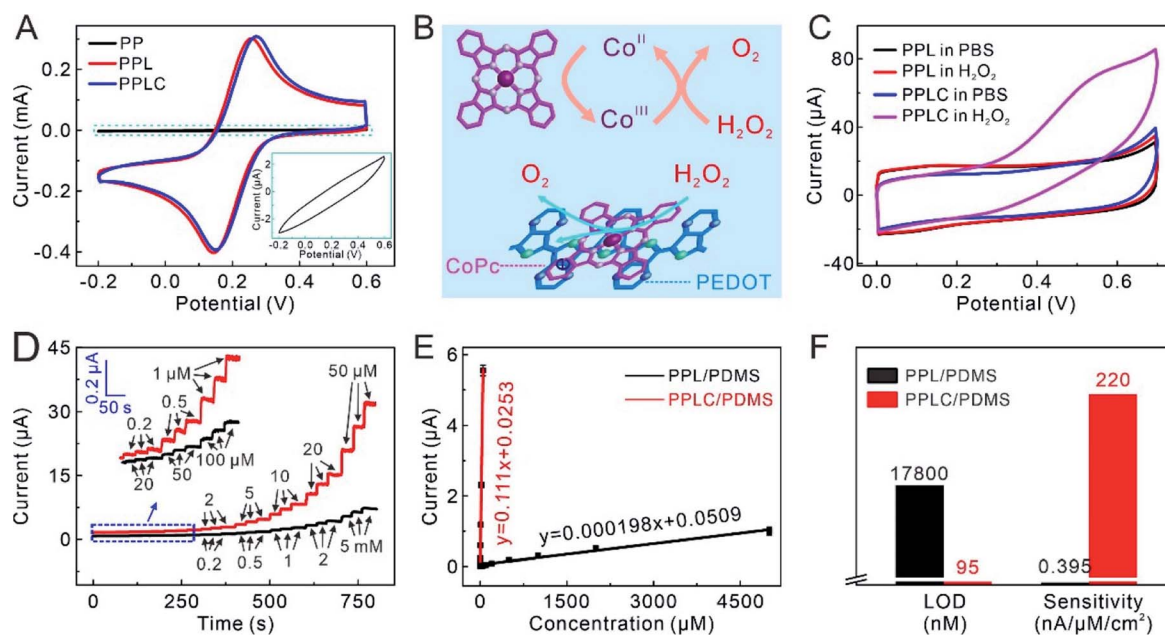 A
PP
PPL
PPLC
Current (mA)
0.2
0.0
-0.2
-0.4
Current (µA)
2
0
-2
-0.2 0.0 0.2 0.4 0.6
Potential (V)
-0.2 0.0 0.2 0.4 0.6
Potential (V)
B
Co^II
O₂
Co^III
H₂O₂
O₂
H₂O₂
CoPc
PEDOT
C
PPL in PBS
PPL in H₂O₂
PPLC in PBS
PPLC in H₂O₂
Current (µA)
80
40
0
-40
0.0 0.2 0.4 0.6
Potential (V)
D
Current (µA)
45
30
15
0
0.2 µA
50 s
1 µM
0.5
0.2
20
50
100 µM
50 µM
20
10
5
2
0.2
0.5
1
2
5 mM
0 250 500 750
Time (s)
E
Current (µA)
6
4
2
0
PPL/PDMS
PPLC/PDMS
y=0.111x+0.0253
y=0.000198x+0.0509
0 1500 3000 4500
Concentration (µM)
F
PPL/PDMS
PPLC/PDMS
220
17800
95
0.395
LOD
(nM)
Sensitivity
(nA/µM/cm²)